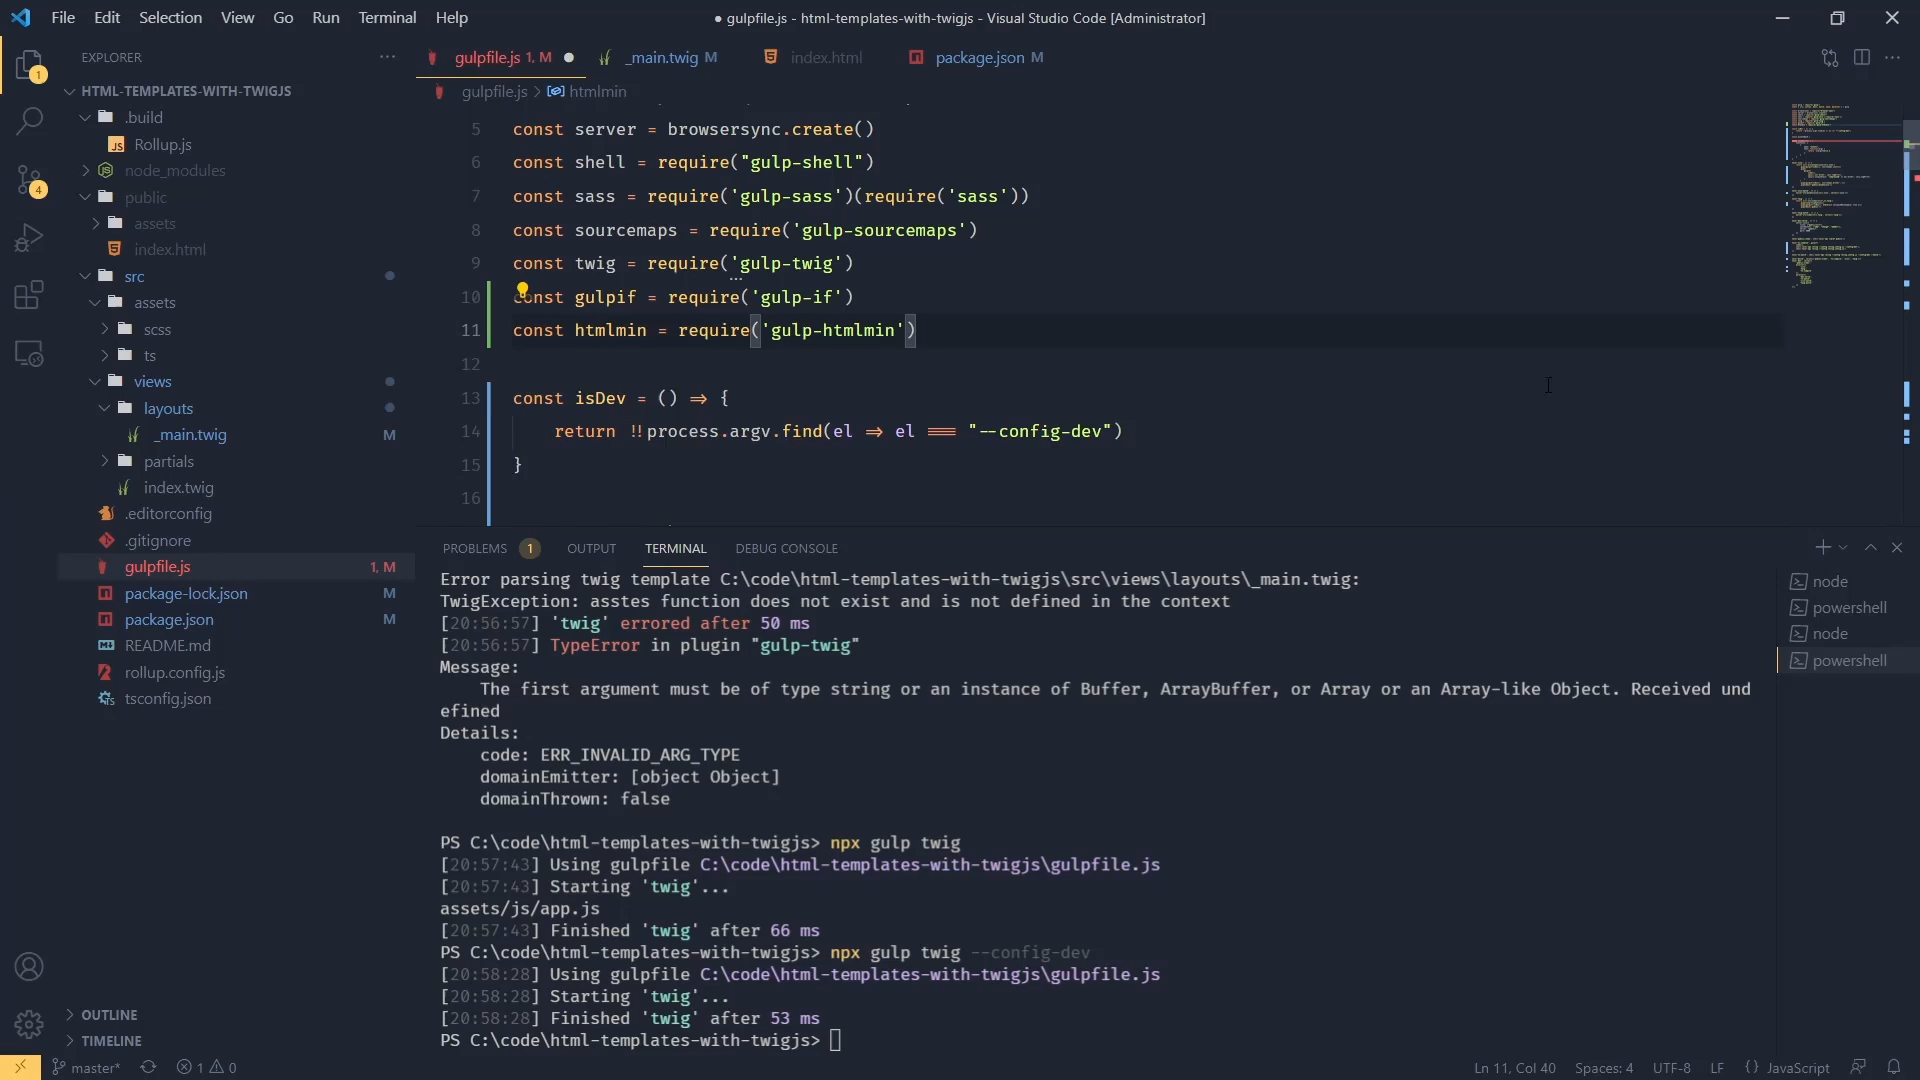 File Edit Selection View Go Run Terminal Help
● gulpfile.js - html-templates-with-twigjs - Visual Studio Code [Administrator]
EXPLORER
HTML-TEMPLATES-WITH-TWIGJS
.build
JS Rollup.js
node_modules
public
assets
index.html
src
assets
scss
ts
views
layouts
_main.twig M
partials
index.twig
.editorconfig
.gitignore
gulpfile.js 1, M
package-lock.json M
package.json M
README.md
rollup.config.js
tsconfig.json
OUTLINE
TIMELINE
1
4
gulpfile.js 1, M
_main.twig M
index.html
package.json M
gulpfile.js > htmlmin
5 const server = browsersync.create()
6 const shell = require("gulp-shell")
7 const sass = require('gulp-sass')(require('sass'))
8 const sourcemaps = require('gulp-sourcemaps')
9 const twig = require('gulp-twig')
10 const gulpif = require('gulp-if')
11 const htmlmin = require('gulp-htmlmin')
12
13 const isDev = () => {
14 return !!process.argv.find(el => el === "--config-dev")
15 }
16
PROBLEMS 1 OUTPUT TERMINAL DEBUG CONSOLE
Error parsing twig template C:\code\html-templates-with-twigjs\src\views\layouts\_main.twig:
TwigException: asstes function does not exist and is not defined in the context
[20:56:57] 'twig' errored after 50 ms
[20:56:57] TypeError in plugin "gulp-twig"
Message:
The first argument must be of type string or an instance of Buffer, ArrayBuffer, or Array or an Array-like Object. Received und
efined
Details:
code: ERR_INVALID_ARG_TYPE
domainEmitter: [object Object]
domainThrown: false
PS C:\code\html-templates-with-twigjs> npx gulp twig
[20:57:43] Using gulpfile C:\code\html-templates-with-twigjs\gulpfile.js
[20:57:43] Starting 'twig'...
assets/js/app.js
[20:57:43] Finished 'twig' after 66 ms
PS C:\code\html-templates-with-twigjs> npx gulp twig --config-dev
[20:58:28] Using gulpfile C:\code\html-templates-with-twigjs\gulpfile.js
[20:58:28] Starting 'twig'...
[20:58:28] Finished 'twig' after 53 ms
PS C:\code\html-templates-with-twigjs>
node
powershell
node
powershell
master* 1 0
Ln 11, Col 40 Spaces: 4 UTF-8 LF {} JavaScript